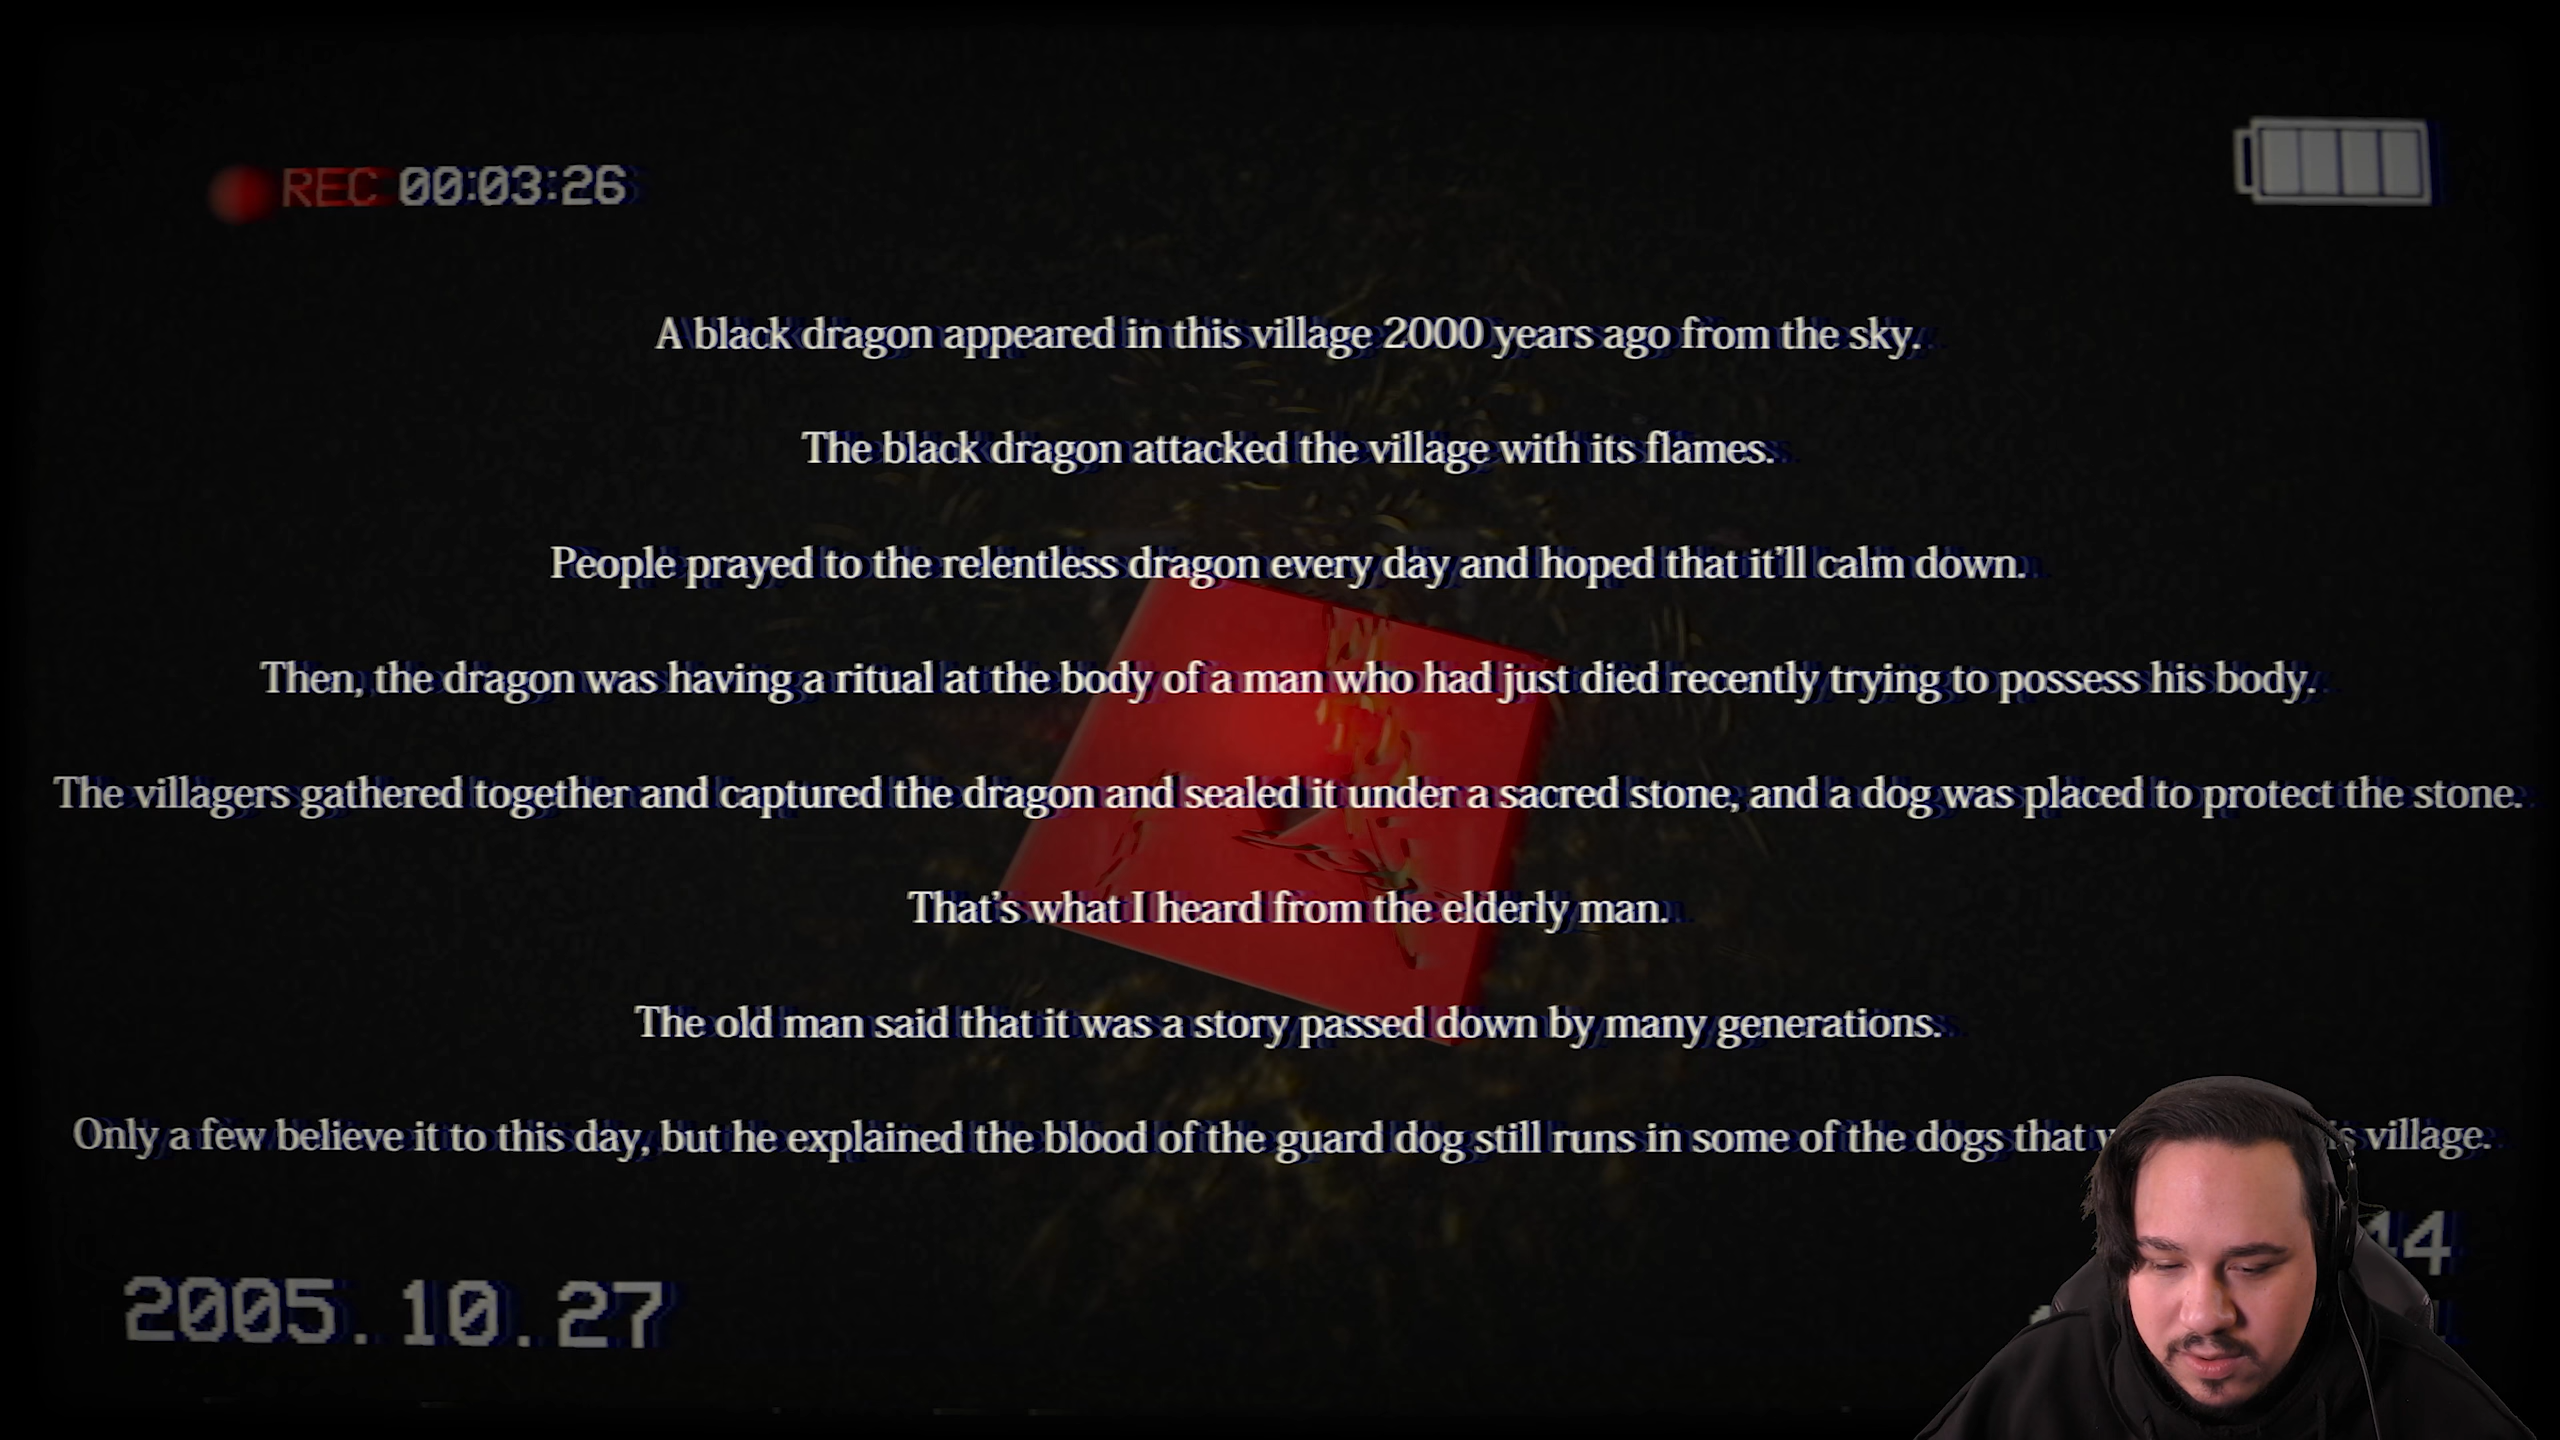 REC 00:03:26
A black dragon appeared in this village 2000 years ago from the sky.
The black dragon attacked the village with its flames.
People prayed to the relentless dragon every day and hoped that it'll calm down.
Then, the dragon was having a ritual at the body of a man who had just died recently trying to possess his body.
The villagers gathered together and captured the dragon and sealed it under a sacred stone, and a dog was placed to protect the stone.
That's what I heard from the elderly man.
The old man said that it was a story passed down by many generations.
Only a few believe it to this day, but he explained the blood of the guard dog still runs in some of the dogs that village.
44
2005.10.27